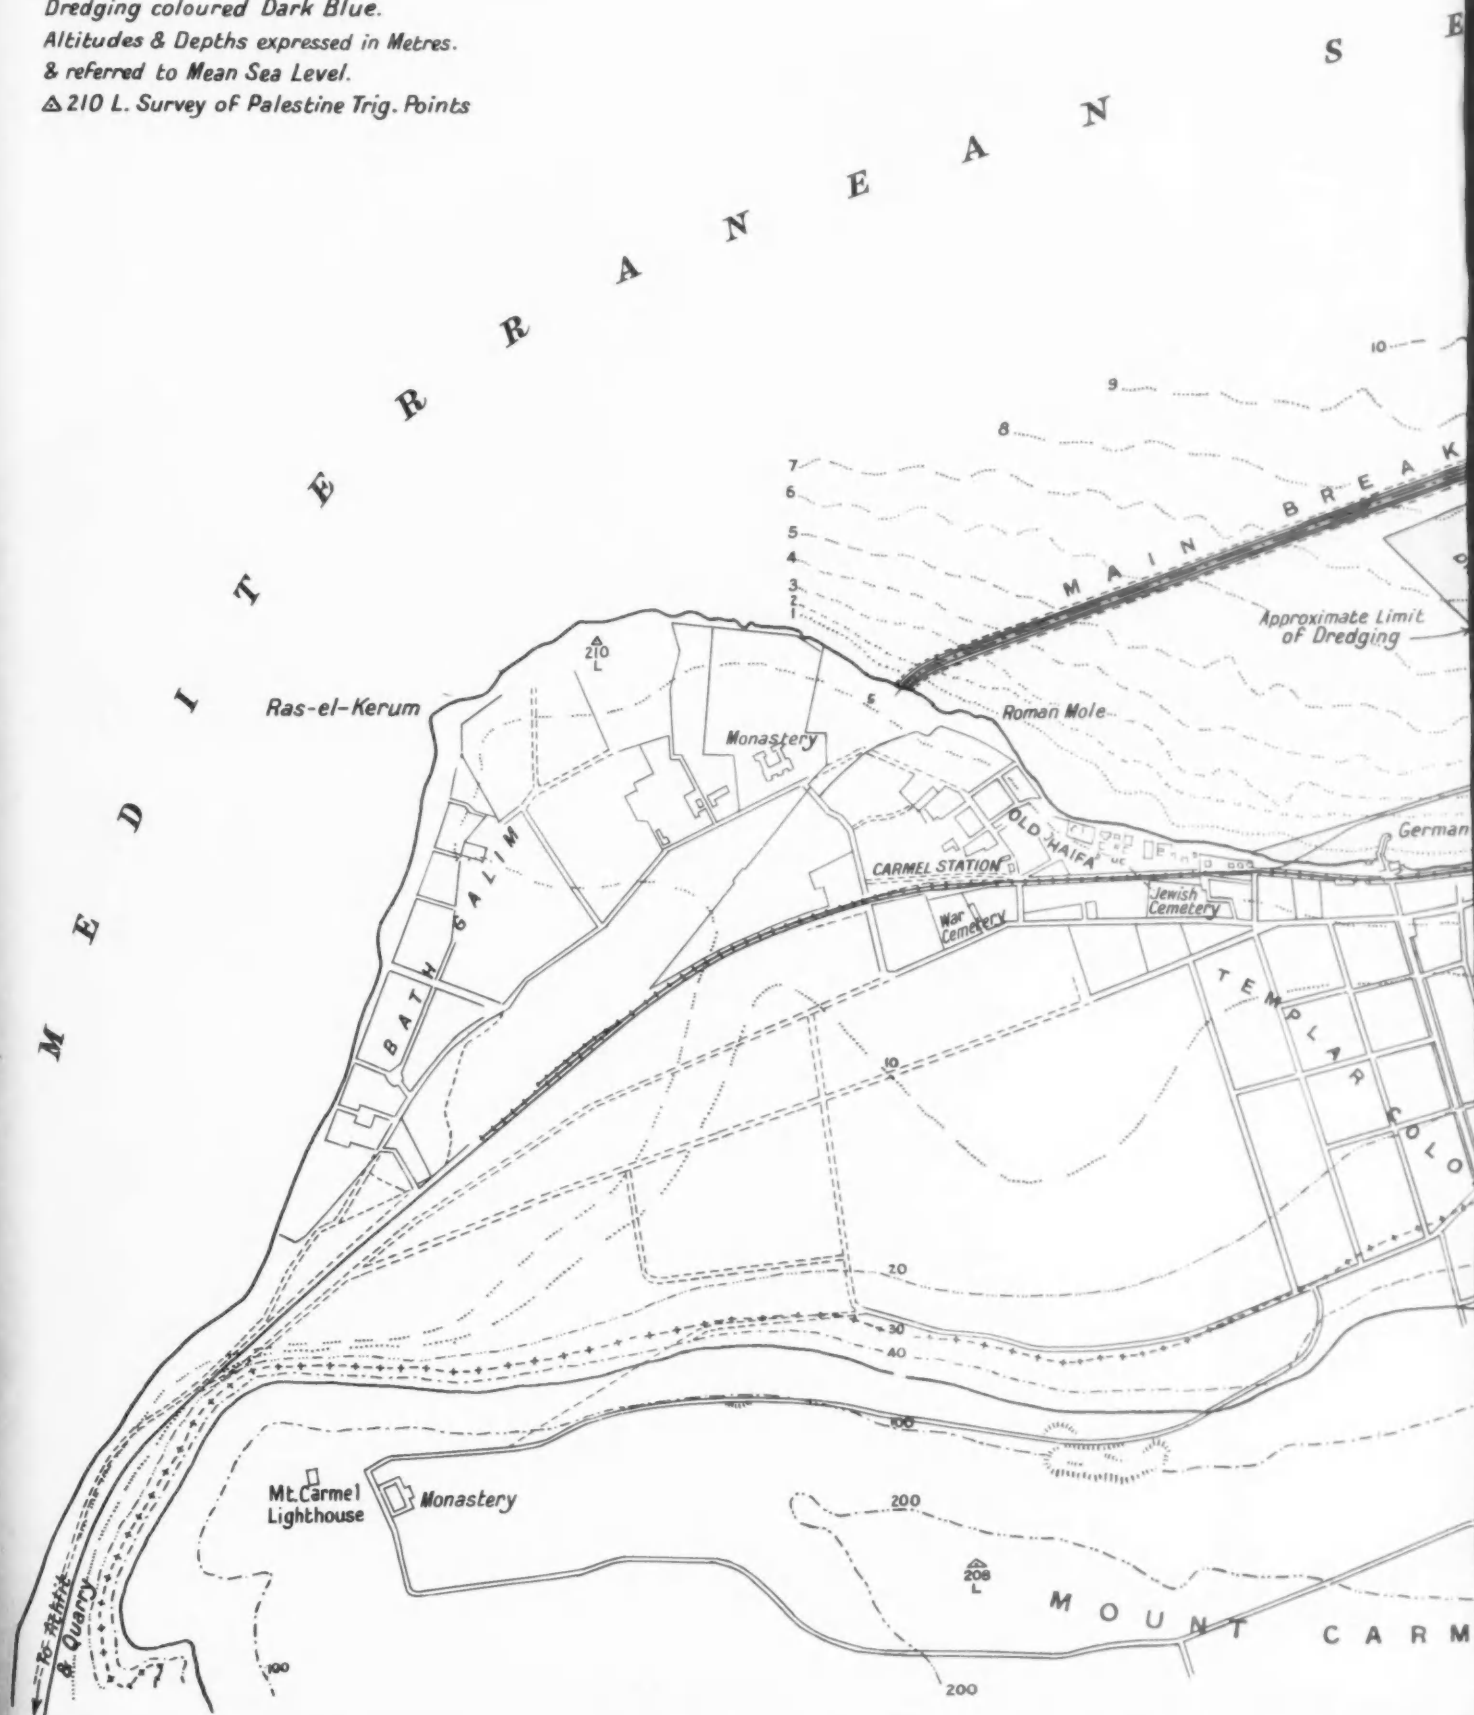 Dredging coloured Dark Blue.
Altitudes & Depths expressed in Metres.
& referred to Mean Sea Level.
210 L. Survey of Palestine Trig. Points
MEDITERRANEAN SE
10
9
8
7
6
5
4
3
2
1
MAIN BREAK
Approximate Limit
of Dredging
210
L
Ras-el-Kerum
5
Roman Mole
Monastery
German
OLD HAIFA
CARMEL STATION
Jewish
Cemetery
War
Cemetery
BATH GALIM
TEMPLAR COLO
10
20
30
40
100
Mt. Carmel
Lighthouse
Monastery
200
208
L
MOUNT CARM
To Athlit
& Quarry
100
200